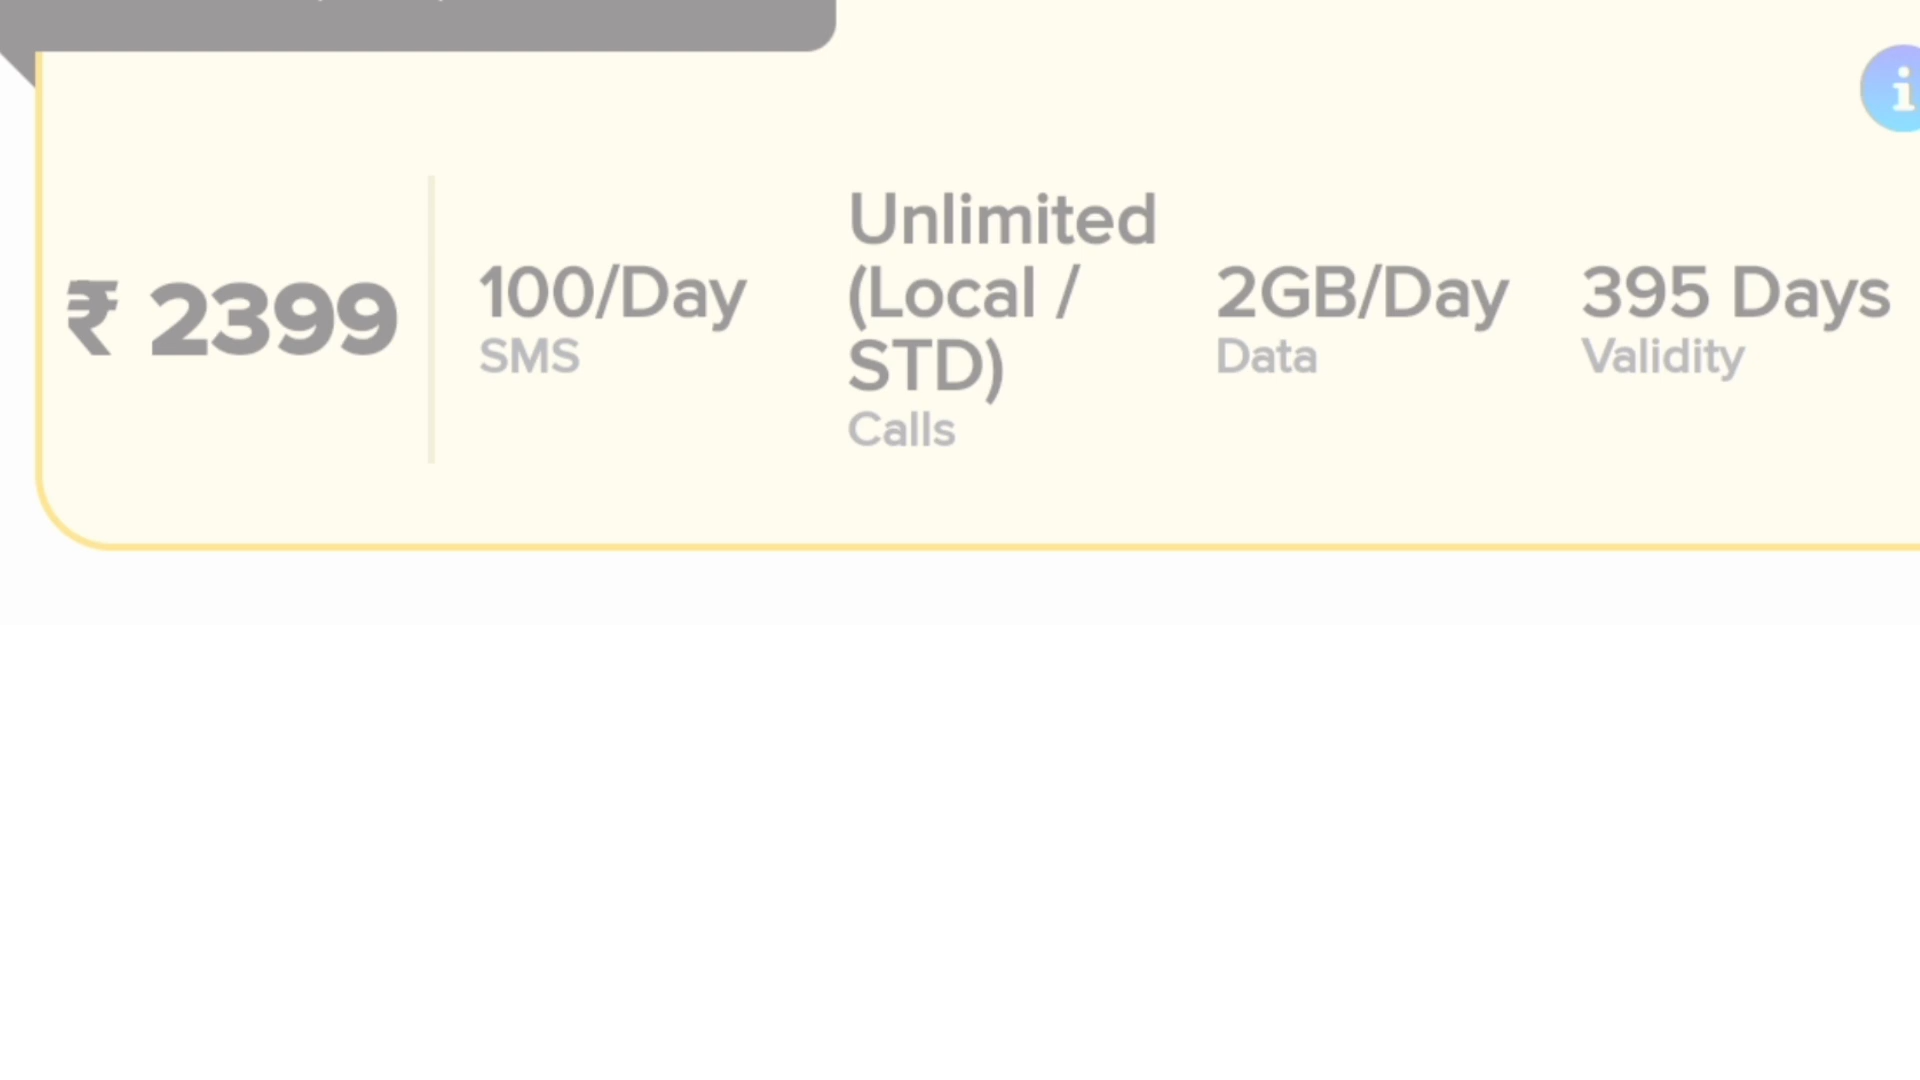 ₹ 2399
100/Day
SMS
Unlimited
(Local /
STD)
Calls
2GB/Day
Data
395 Days
Validity
i